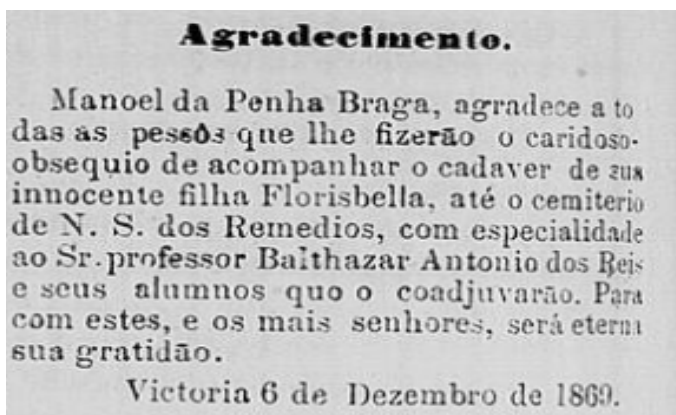 Agradecimento.
Manoel da Penha Braga, agradece a to
das as pessôs que lhe fizerão o caridoso-
obsequio de acompanhar o cadaver de sua
innocente filha Florisbella, até o cemiterio
de N. S. dos Remedios, com especialidade
ao Sr. professor Balthazar Antonio dos Reis
e seus alumnos quo o coadjuvarão. Para
com estes, e os mais senhores, será eterna
sua gratidão.
Victoria 6 de Dezembro de 1869.